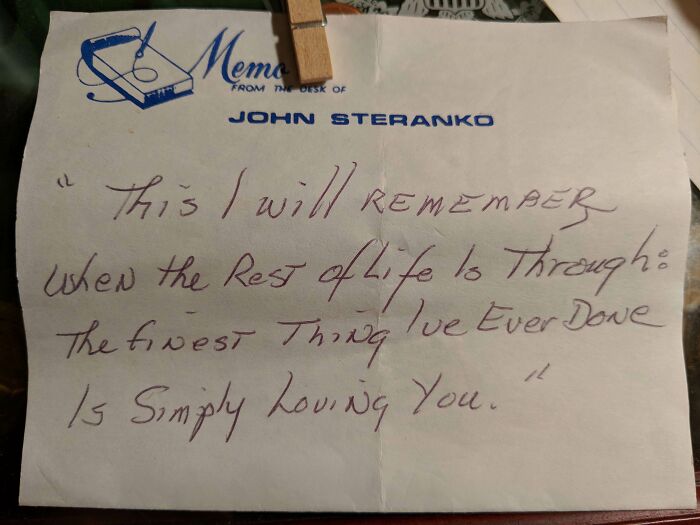 Memo
FROM THE DESK OF
JOHN STERANKO
" This I will REMEMBER
When the Rest of Life Is Through:
The finest Thing I've Ever Done
Is Simply Loving You. "